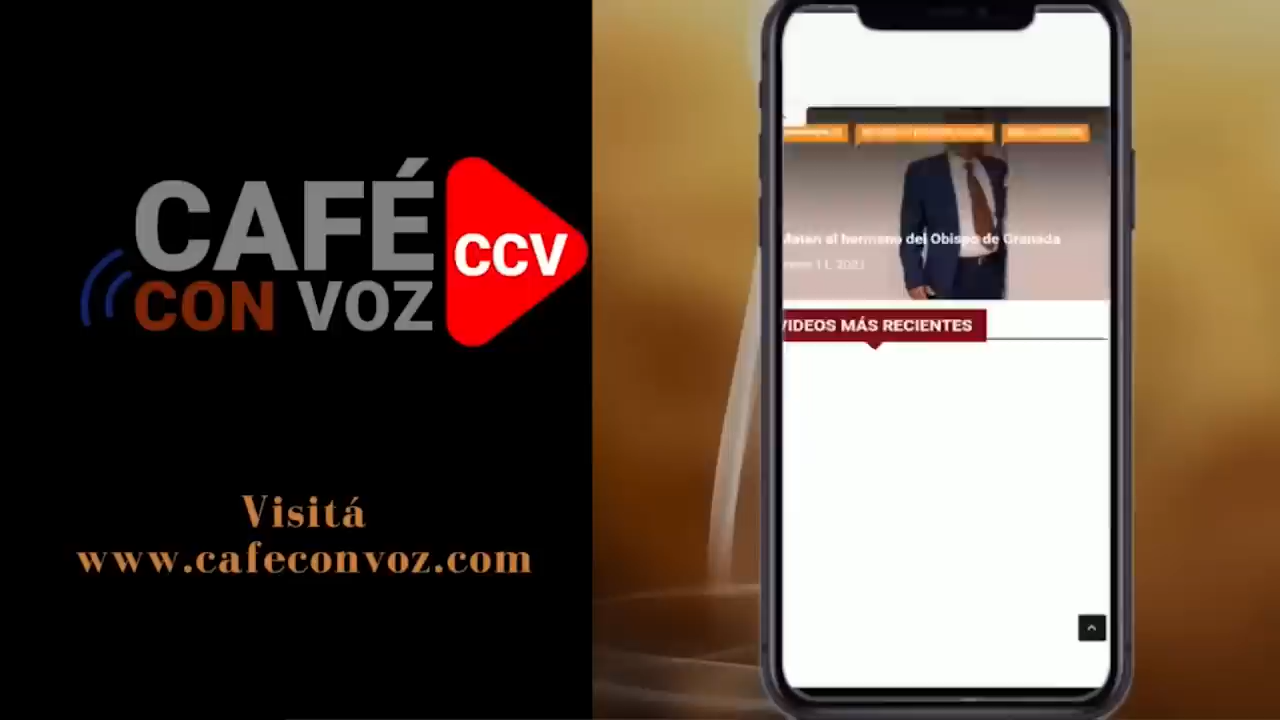 CAFÉ
CON VOZ
CCV
Visitá
www.cafeconvoz.com
Matan al hermano del Obispo de Granada
VIDEOS MÁS RECIENTES